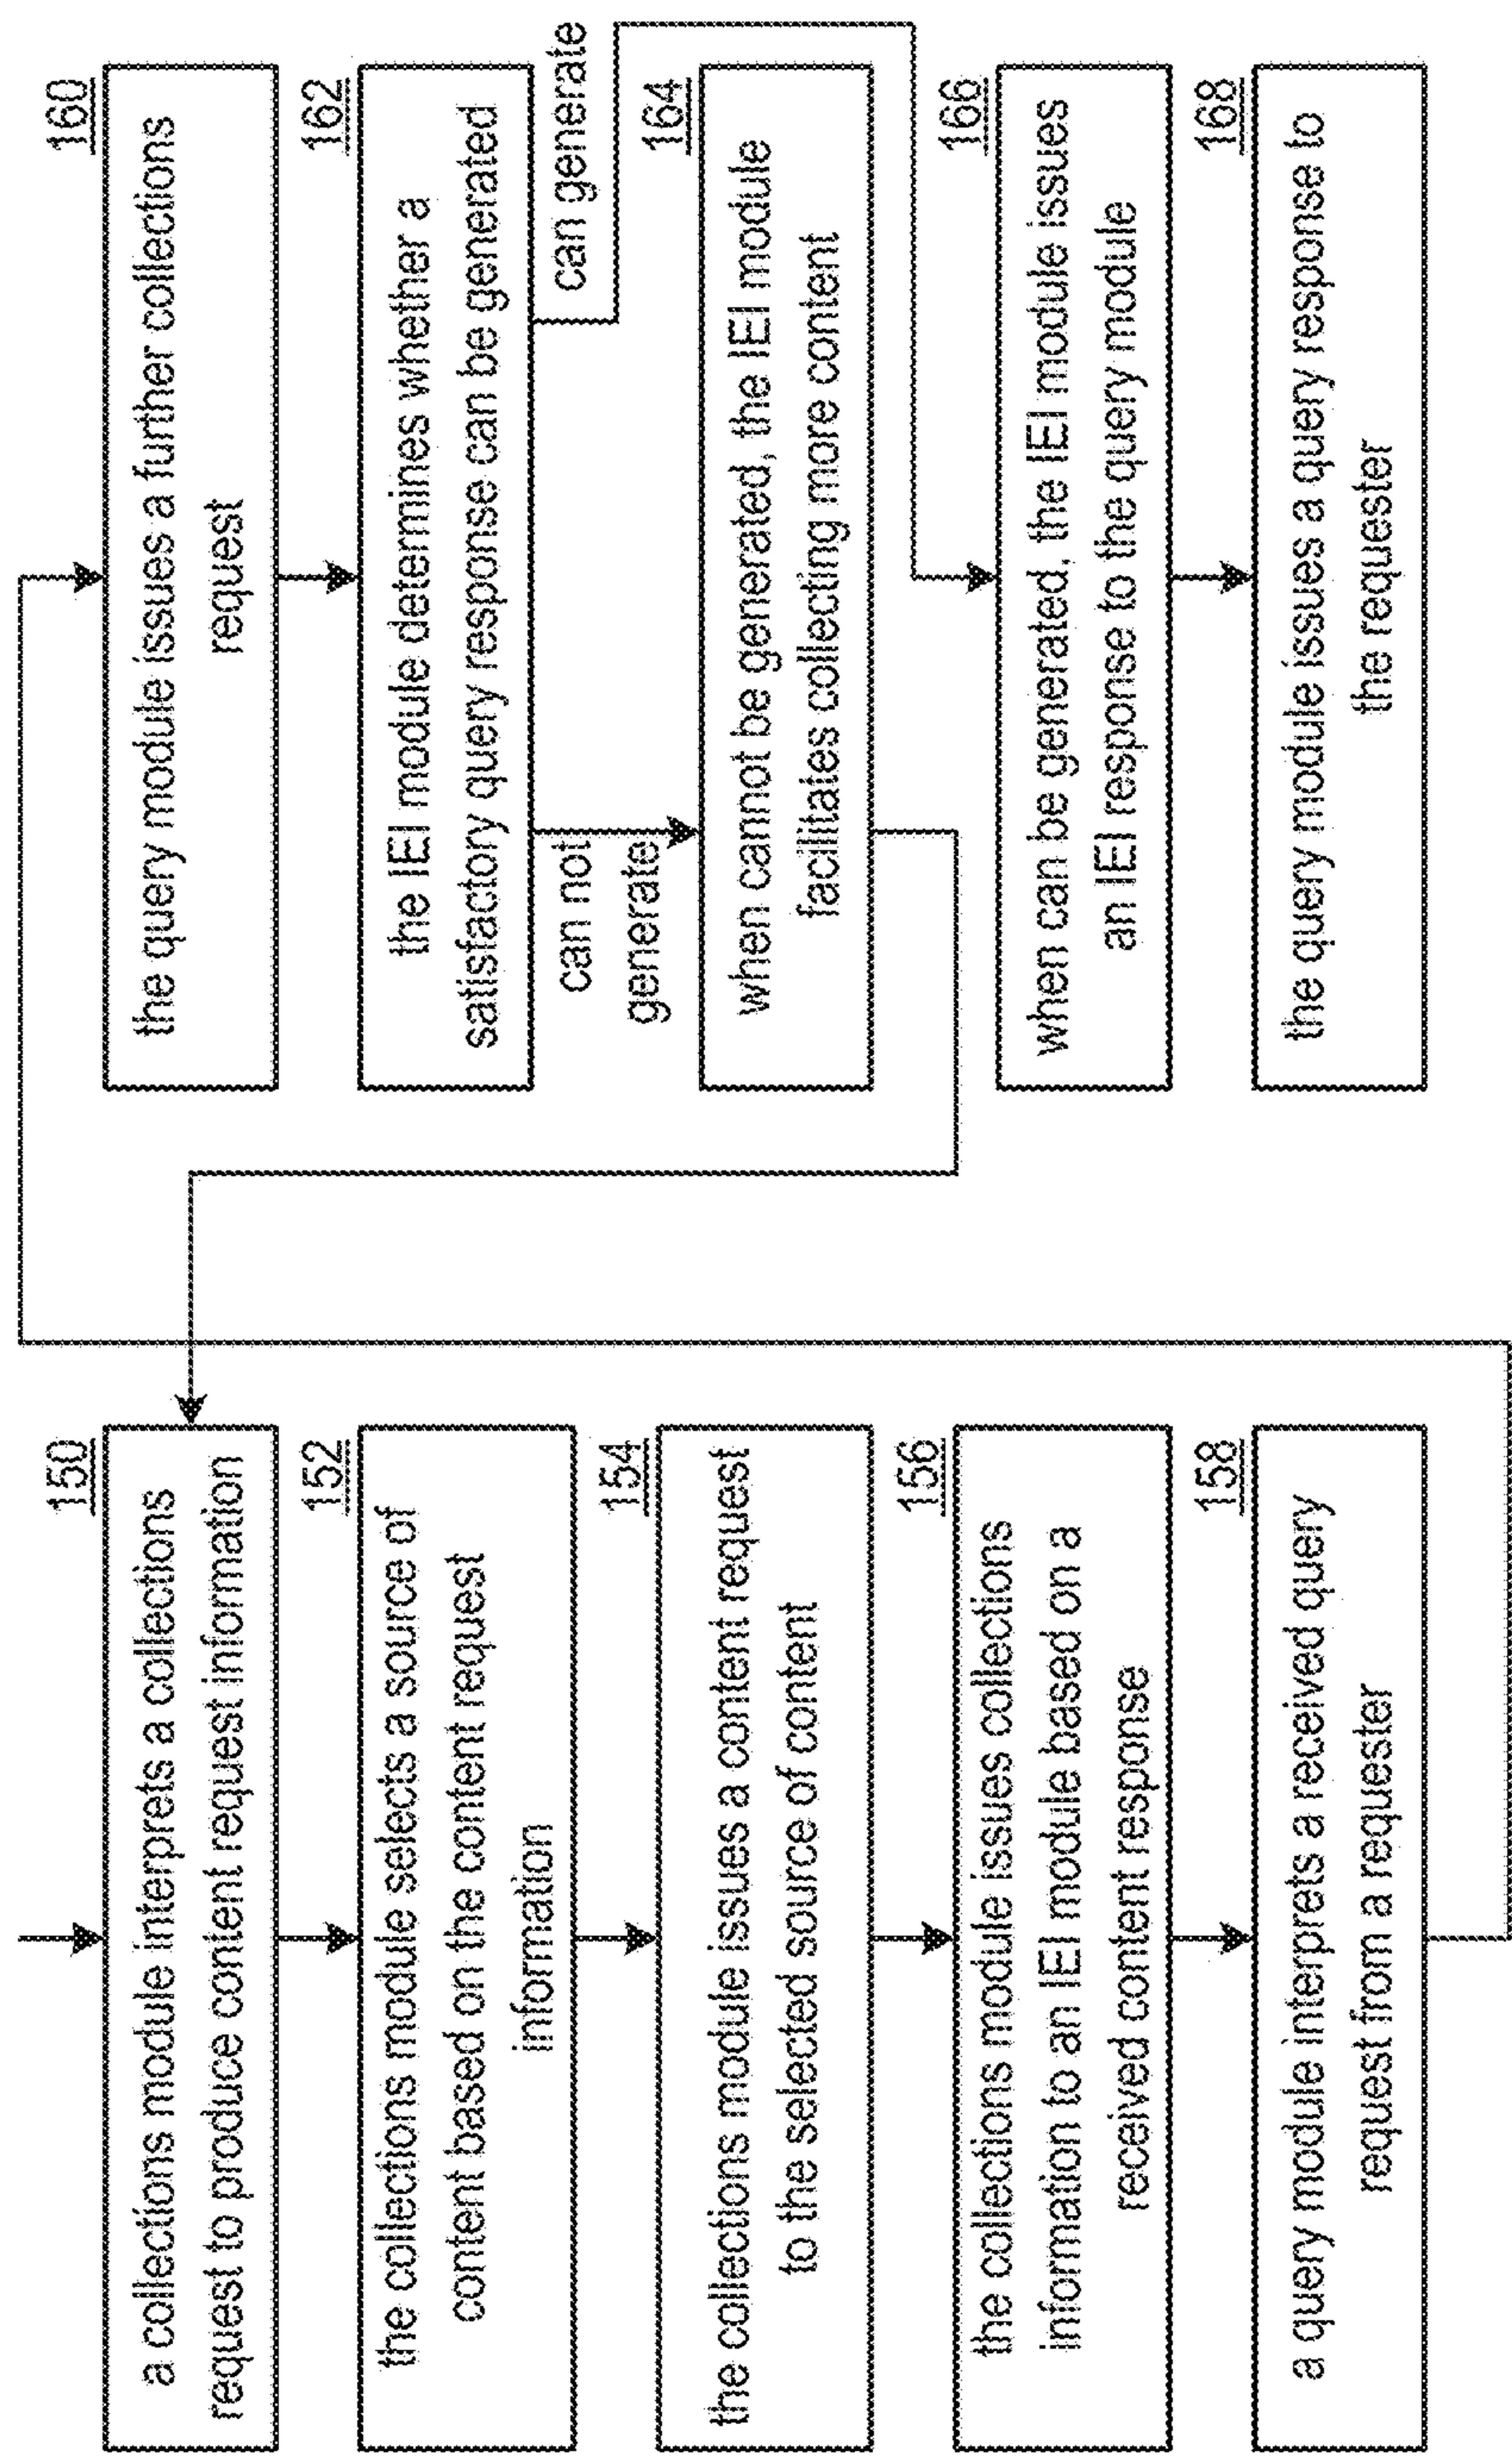 150
a collections module interprets a collections
request to produce content request information
152
the collections module selects a source of
content based on the content request
information
154
the collections module issues a content request
to the selected source of content
156
the collections module issues collections
information to an IEI module based on a
received content response
158
a query module interprets a received query
request from a requester
160
the query module issues a further collections
request
162
the IEI module determines whether a
satisfactory query response can be generated
can not
generate
can generate
164
when cannot be generated, the IEI module
facilitates collecting more content
166
when can be generated, the IEI module issues
an IEI response to the query module
168
the query module issues a query response to
the requester